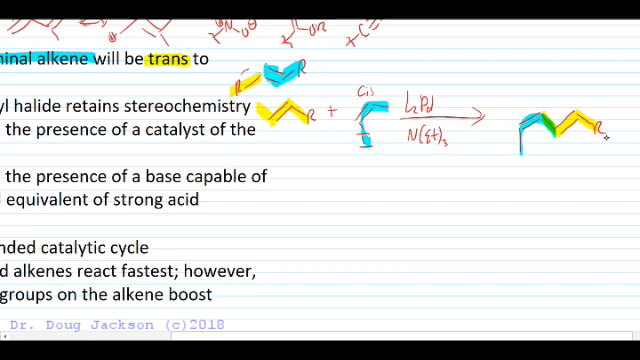 minal alkene will be trans to
R R
yl halide retains stereochemistry
R + Cis L₂Pd
N(Et)₃
R
the presence of a catalyst of the
the presence of a base capable of
equivalent of strong acid
nded catalytic cycle
d alkenes react fastest; however,
groups on the alkene boost
Dr. Doug Jackson (c)2018